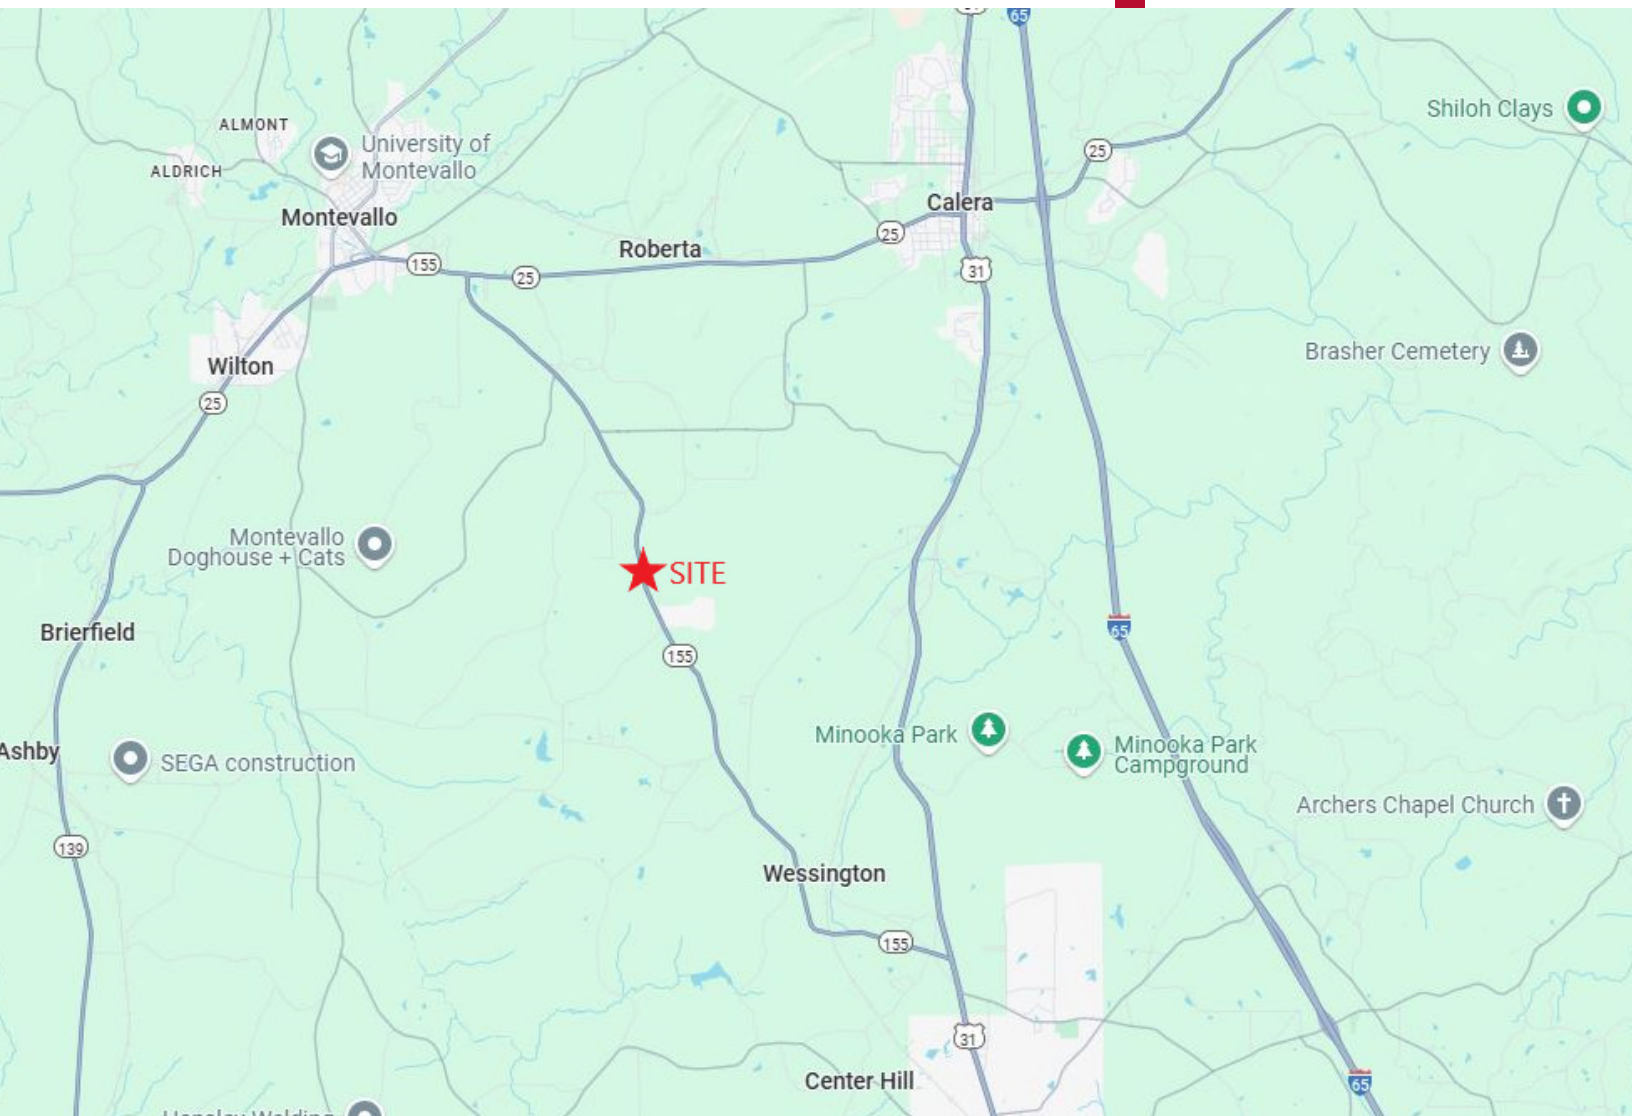 65
Shiloh Clays
ALMONT
University of
Montevallo
25
ALDRICH
Montevallo
Calera
25
Roberta
155
25
31
Brasher Cemetery
Wilton
25
Montevallo
Doghouse + Cats
SITE
Brierfield
65
155
Minooka Park
Minooka Park
Campground
Ashby
SEGA construction
Archers Chapel Church
139
Wessington
155
31
Center Hill
65